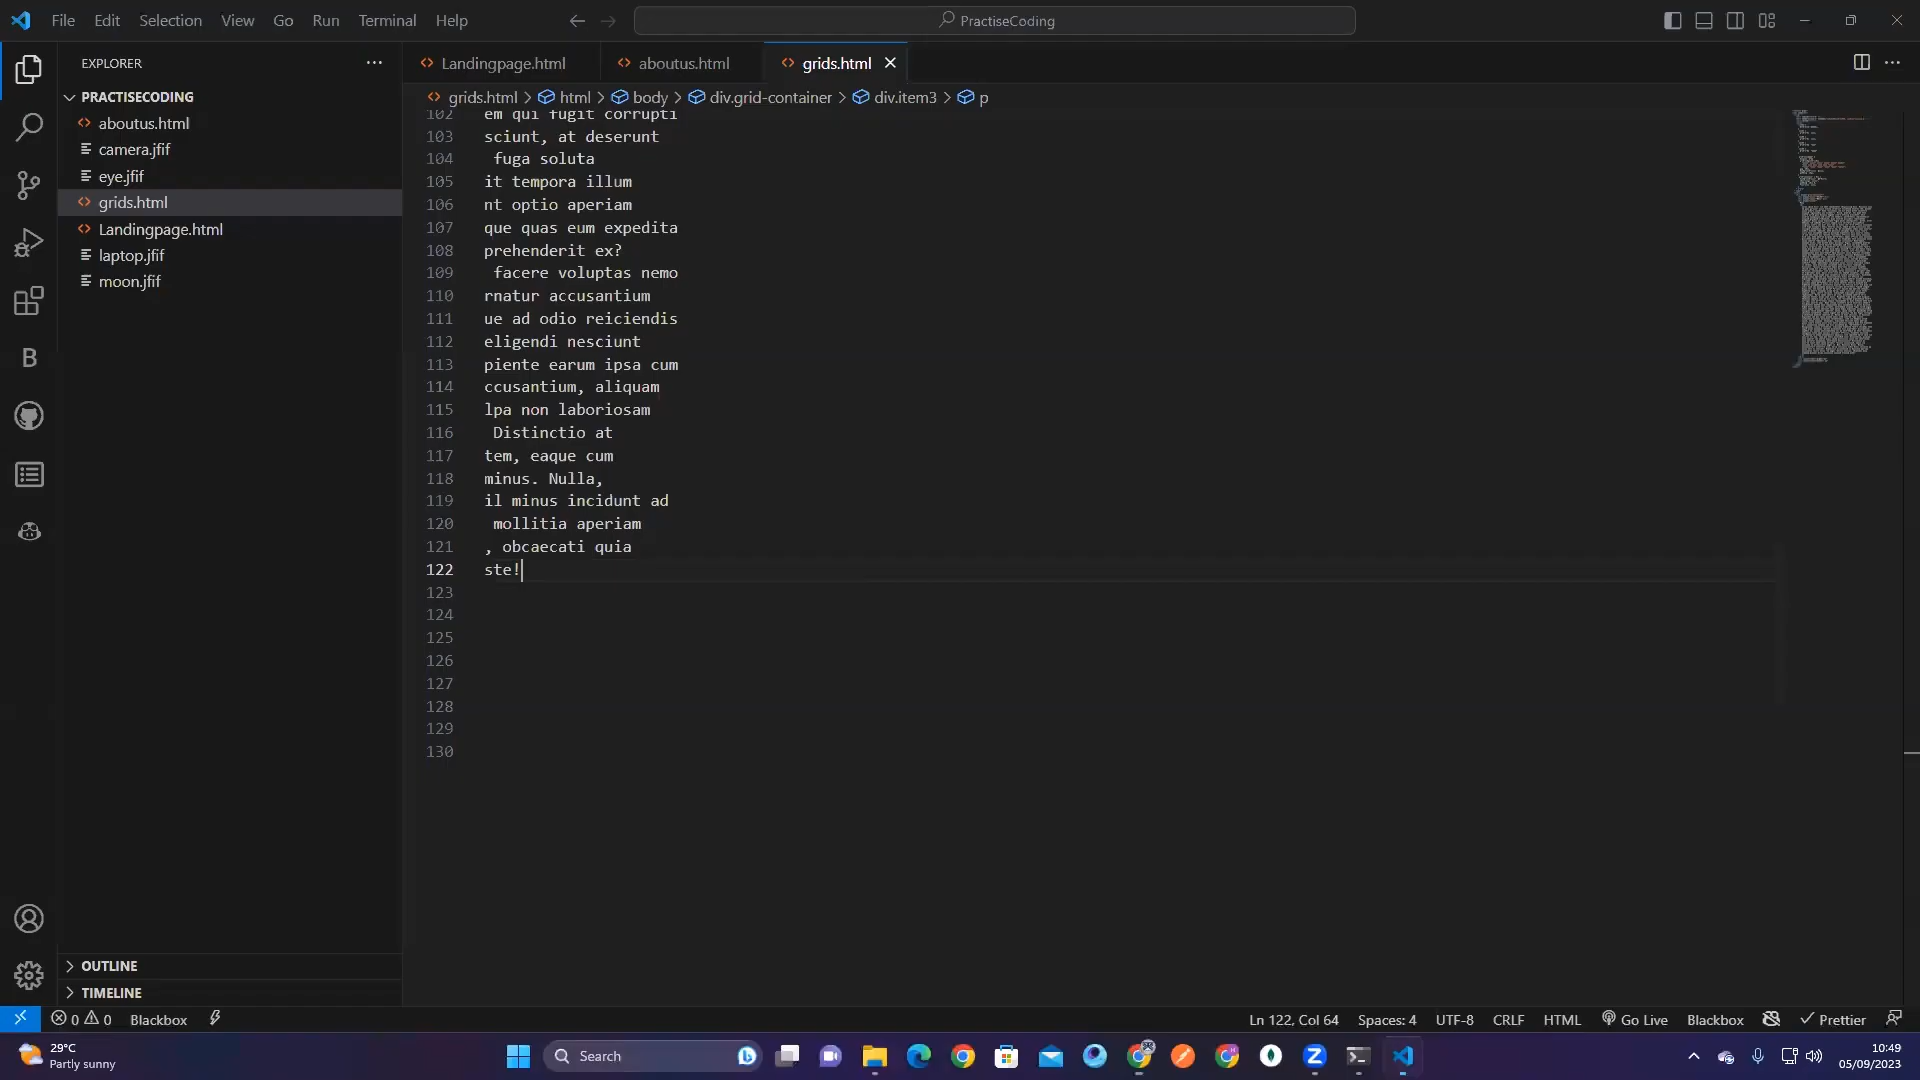 File Edit Selection View Go Run Terminal Help
PractiseCoding
EXPLORER
Landingpage.html
aboutus.html
grids.html
PRACTISECODING
aboutus.html
camera.jfif
eye.jfif
grids.html
Landingpage.html
laptop.jfif
moon.jfif
B
grids.html > html > body > div.grid-container > div.item3 > p
102 em qui fugit corrupti
103 sciunt, at deserunt
104 fuga soluta
105 it tempora illum
106 nt optio aperiam
107 que quas eum expedita
108 prehenderit ex?
109 facere voluptas nemo
110 rnatur accusantium
111 ue ad odio reiciendis
112 eligendi nesciunt
113 piente earum ipsa cum
114 ccusantium, aliquam
115 lpa non laboriosam
116 Distinctio at
117 tem, eaque cum
118 minus. Nulla,
119 il minus incidunt ad
120 mollitia aperiam
121 , obcaecati quia
122 ste!
123
124
125
126
127
128
129
130
OUTLINE
TIMELINE
0 0 Blackbox
Ln 122, Col 64 Spaces: 4 UTF-8 CRLF HTML Go Live Blackbox Prettier
29°C
Partly sunny
Search
10:49
05/09/2023